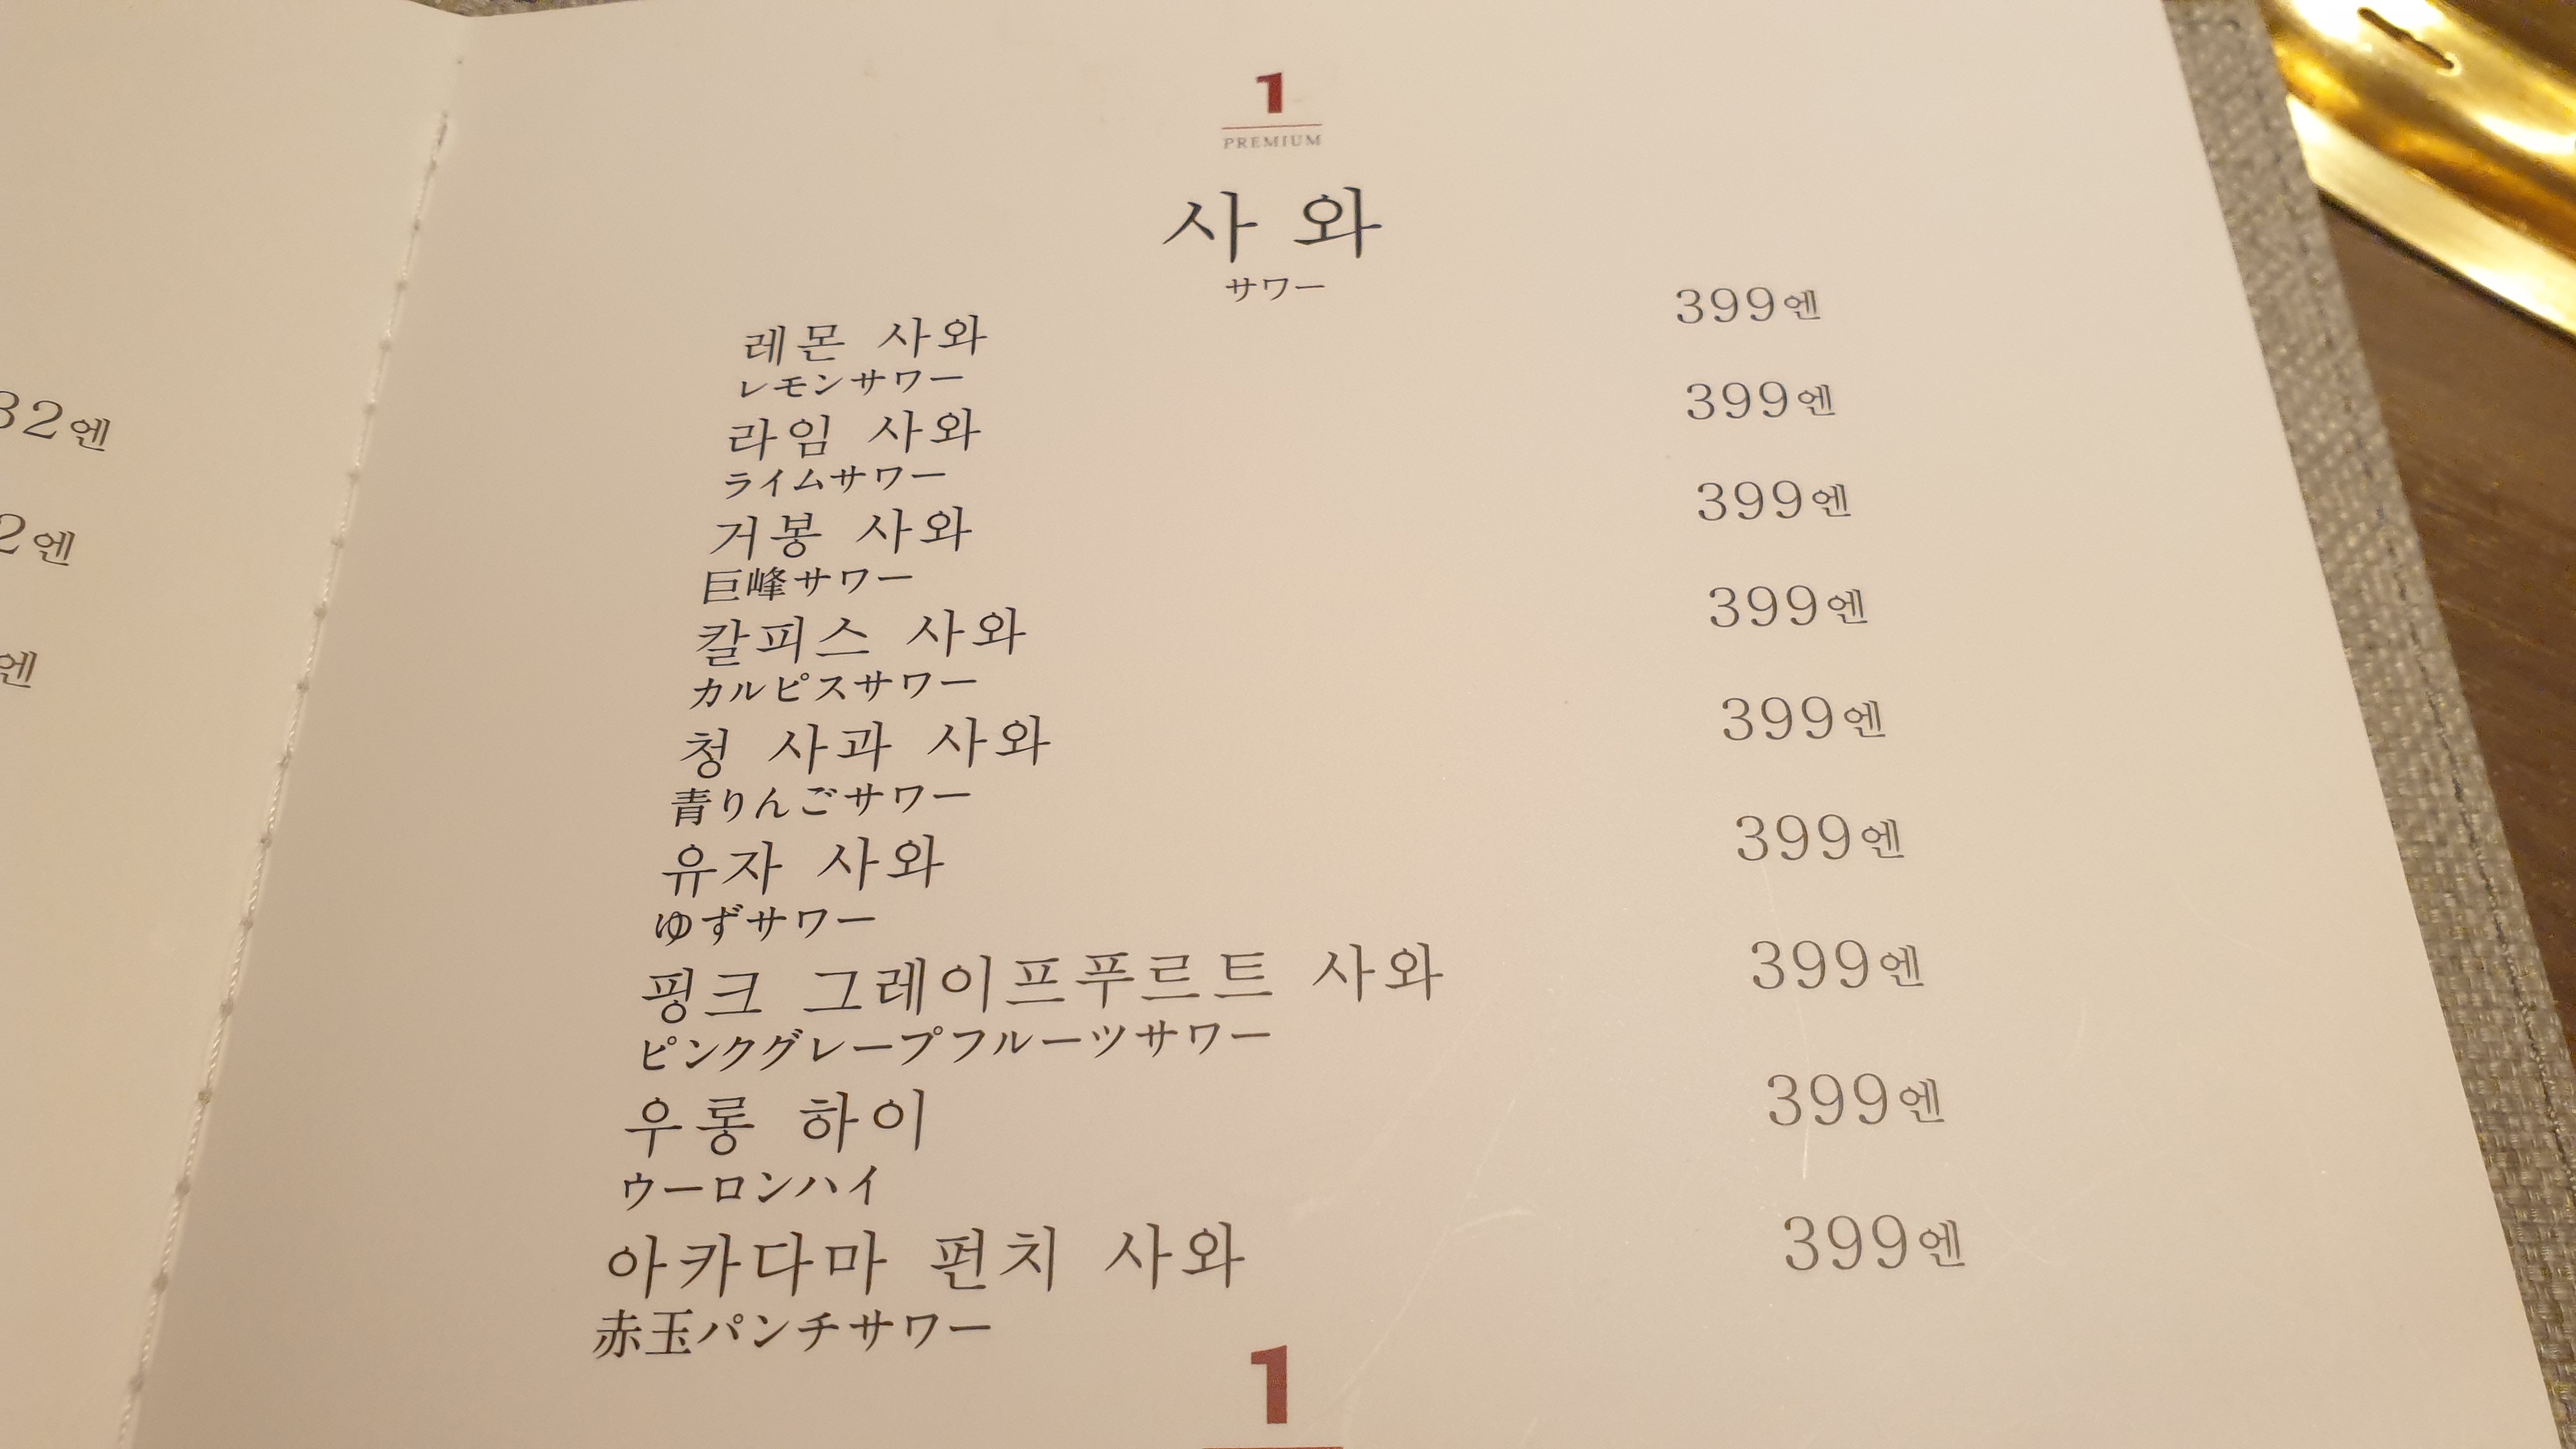 32엔
2엔
엔
1
PREMIUM
사 와
サワー
레몬 사와 399엔
レモンサワー
라임 사와 399엔
ライムサワー
거봉 사와 399엔
巨峰サワー
칼피스 사와 399엔
カルピスサワー
청 사과 사와 399엔
青りんごサワー
유자 사와 399엔
ゆずサワー
핑크 그레이프푸르트 사와 399엔
ピンクグレープフルーツサワー
우롱 하이 399엔
ウーロンハイ
아카다마 펀치 사와 399엔
赤玉パンチサワー
1